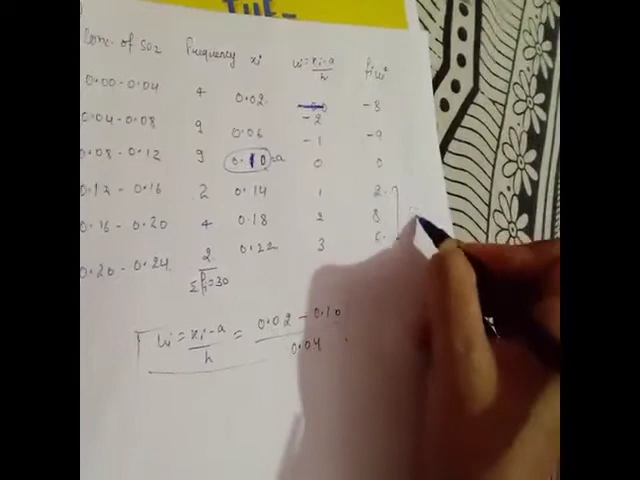 THE
Conc. of SO2 Frequency xi ui = xi-a/h fiui
0.00-0.04 4 0.02 -2 -8
0.04-0.08 9 0.06 -1 -9
0.08-0.12 9 0.10=a 0 0
0.12-0.16 2 0.14 1 2
0.16-0.20 4 0.18 2 8
0.20-0.24 2 0.22 3 6
Σfi=30
ui = xi-a/h = 0.02-0.10/0.04